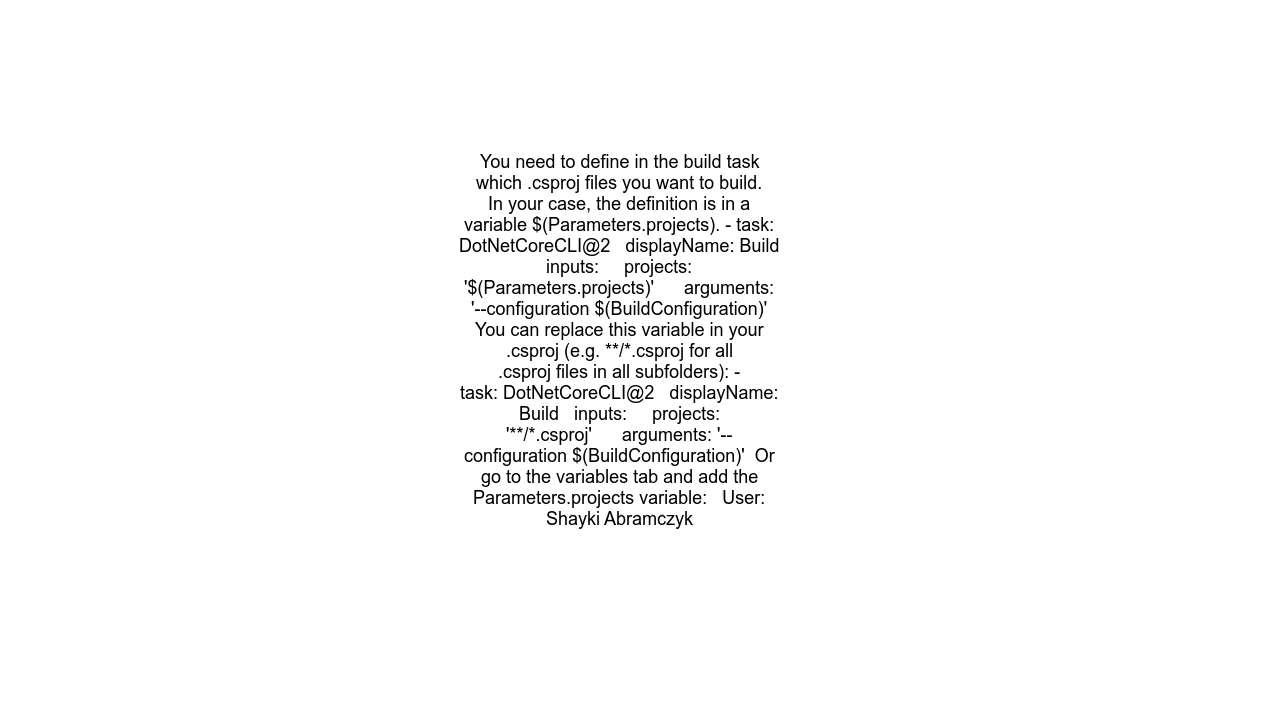 You need to define in the build task
which .csproj files you want to build.
In your case, the definition is in a
variable $(Parameters.projects). - task:
DotNetCoreCLI@2   displayName: Build
inputs:     projects:
'$(Parameters.projects)'      arguments:
'--configuration $(BuildConfiguration)'
You can replace this variable in your
.csproj (e.g. **/*.csproj for all
.csproj files in all subfolders): -
task: DotNetCoreCLI@2   displayName:
Build   inputs:     projects:
'**/*.csproj'      arguments: '--
configuration $(BuildConfiguration)'  Or
go to the variables tab and add the
Parameters.projects variable:   User:
Shayki Abramczyk